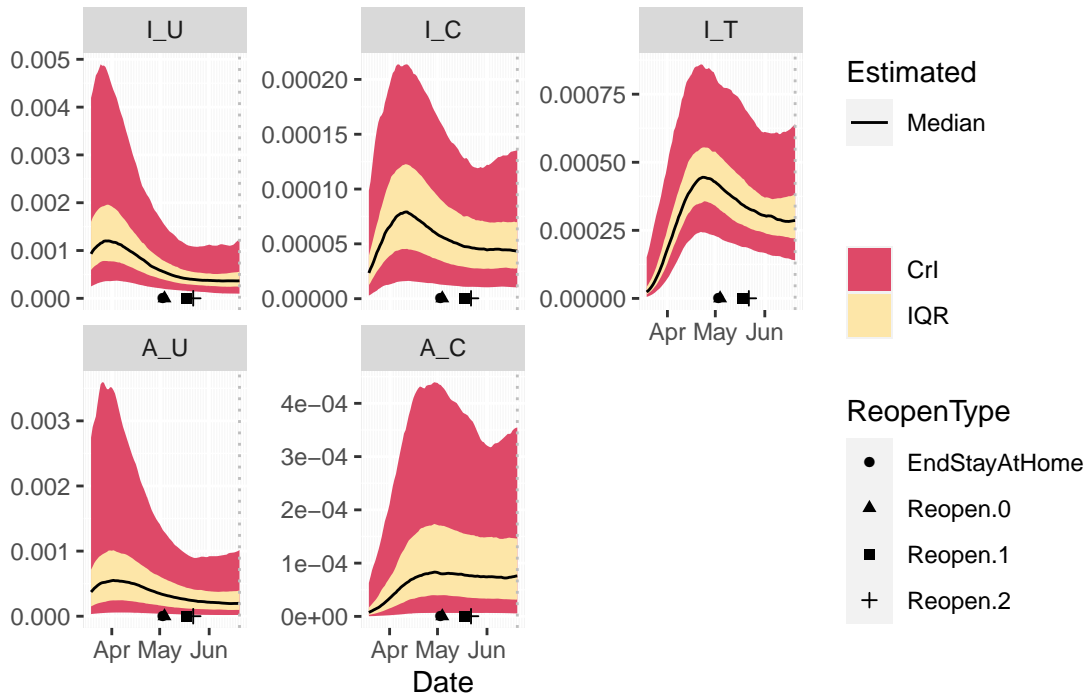 I_U
I_C
I_T
0.005
0.004
0.003
0.002
0.001
0.000
0.00020
0.00015
0.00010
0.00005
0.00000
0.00075
0.00050
0.00025
0.00000
Apr May Jun
A_U
A_C
0.003
0.002
0.001
0.000
4e−04
3e−04
2e−04
1e−04
0e+00
Apr May Jun
Apr May Jun
Date
Estimated
Median
CrI
IQR
ReopenType
EndStayAtHome
Reopen.0
Reopen.1
Reopen.2